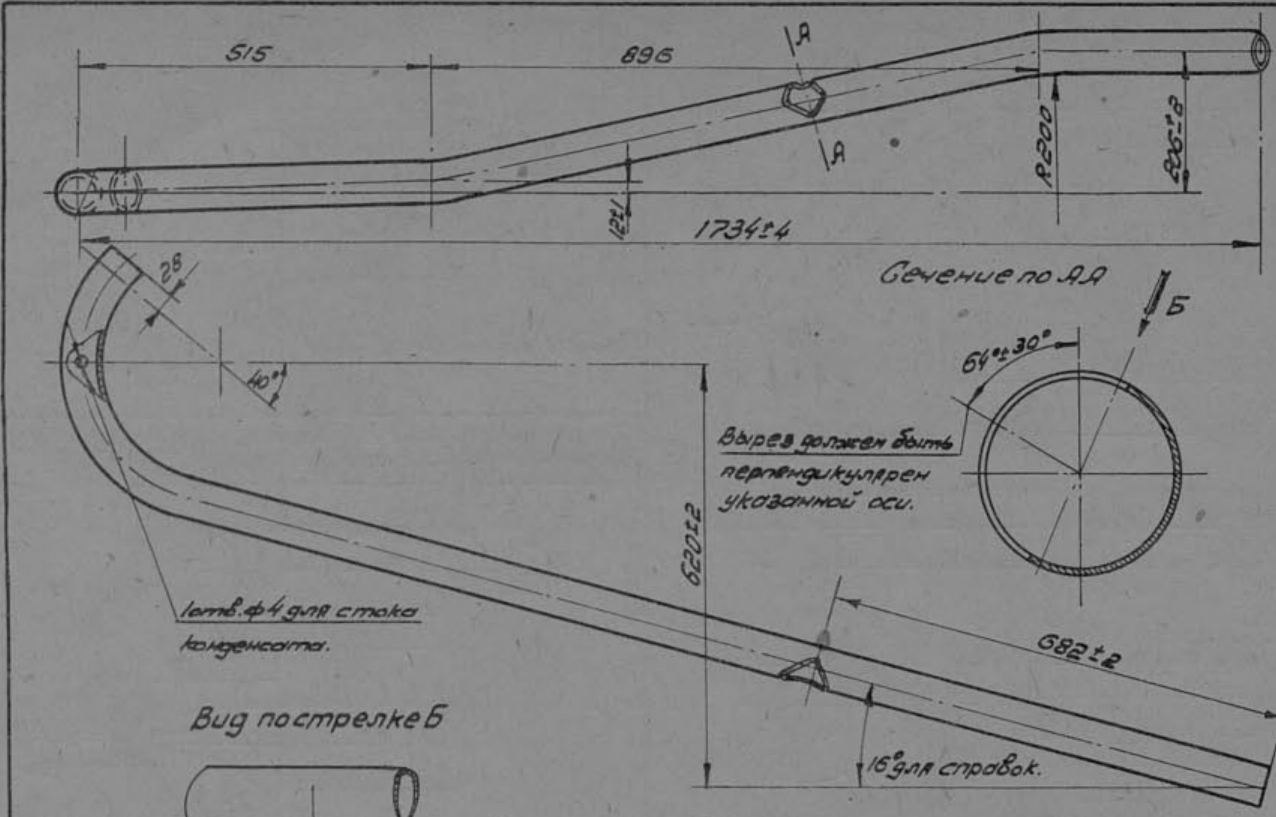 515
896
А
А
R200
206±2
12±1
1734±4
28
Сечение по АА
Б
64°±30°
40°
Вырез должен быть
перпендикулярен
указанной оси.
620±2
1отв. ф4 для стока
конденсата.
682±2
Вид по стрелке Б
16° для справок.